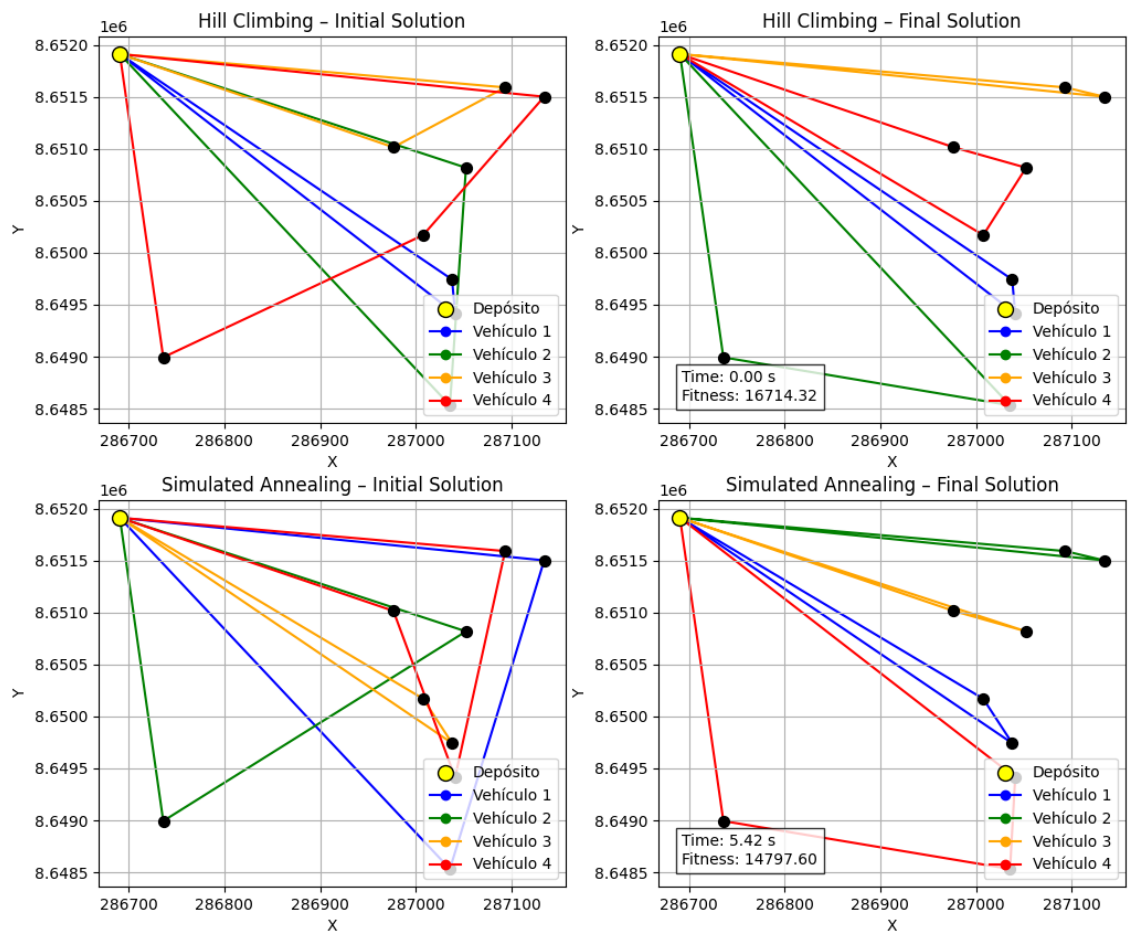 Hill Climbing – Initial Solution
1e6
8.6520
8.6515
8.6510
8.6505
8.6500
8.6495
8.6490
8.6485
Y
286700 286800 286900 287000 287100
X
Depósito
Vehículo 1
Vehículo 2
Vehículo 3
Vehículo 4
Hill Climbing – Final Solution
1e6
8.6520
8.6515
8.6510
8.6505
8.6500
8.6495
8.6490
8.6485
Y
286700 286800 286900 287000 287100
X
Time: 0.00 s
Fitness: 16714.32
Depósito
Vehículo 1
Vehículo 2
Vehículo 3
Vehículo 4
Simulated Annealing – Initial Solution
1e6
8.6520
8.6515
8.6510
8.6505
8.6500
8.6495
8.6490
8.6485
Y
286700 286800 286900 287000 287100
X
Depósito
Vehículo 1
Vehículo 2
Vehículo 3
Vehículo 4
Simulated Annealing – Final Solution
1e6
8.6520
8.6515
8.6510
8.6505
8.6500
8.6495
8.6490
8.6485
Y
286700 286800 286900 287000 287100
X
Time: 5.42 s
Fitness: 14797.60
Depósito
Vehículo 1
Vehículo 2
Vehículo 3
Vehículo 4